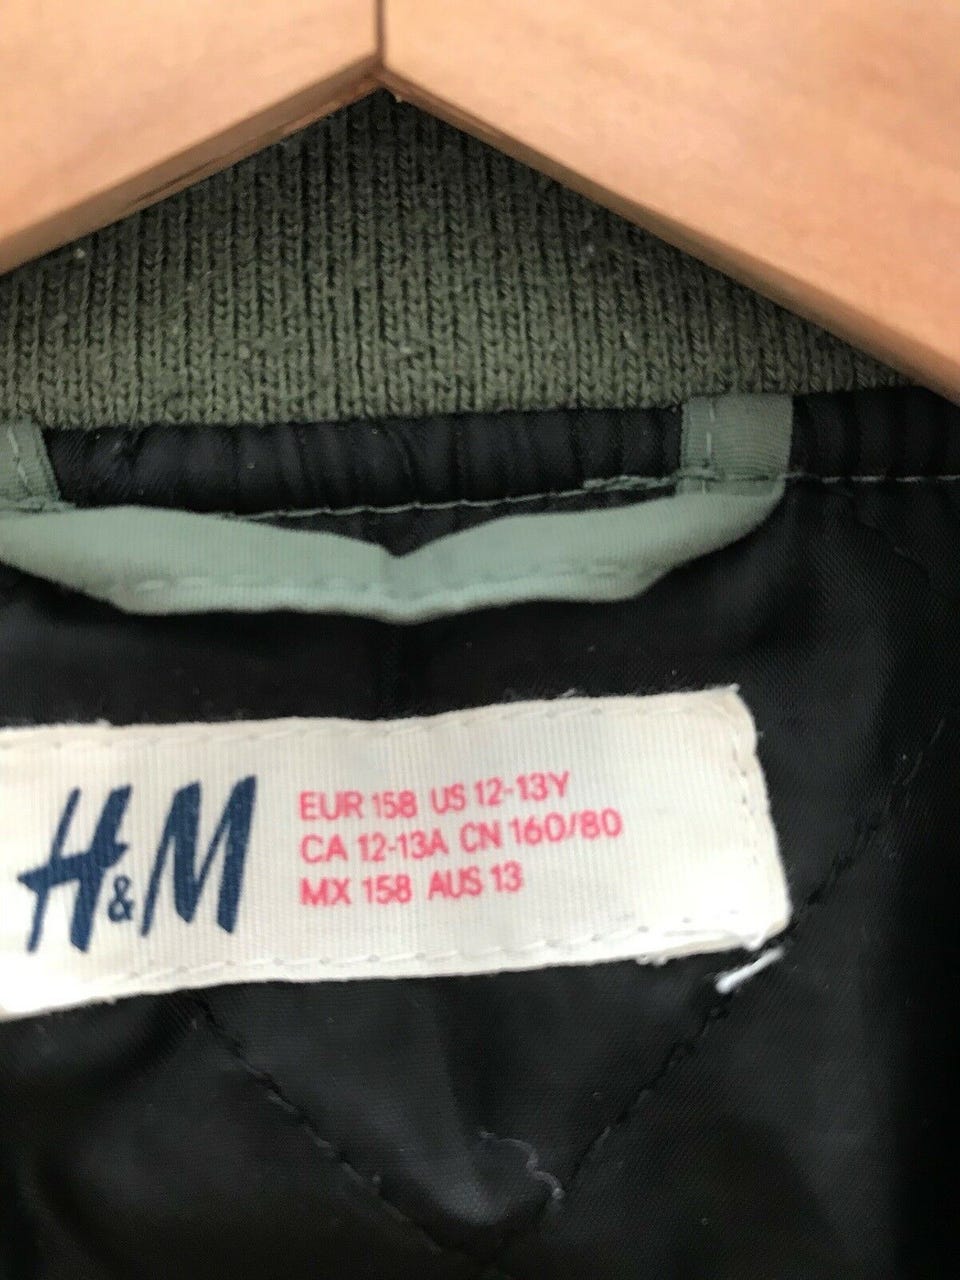 H&M
EUR 158 US 12-13Y
CA 12-13A CN 160/80
MX 158 AUS 13